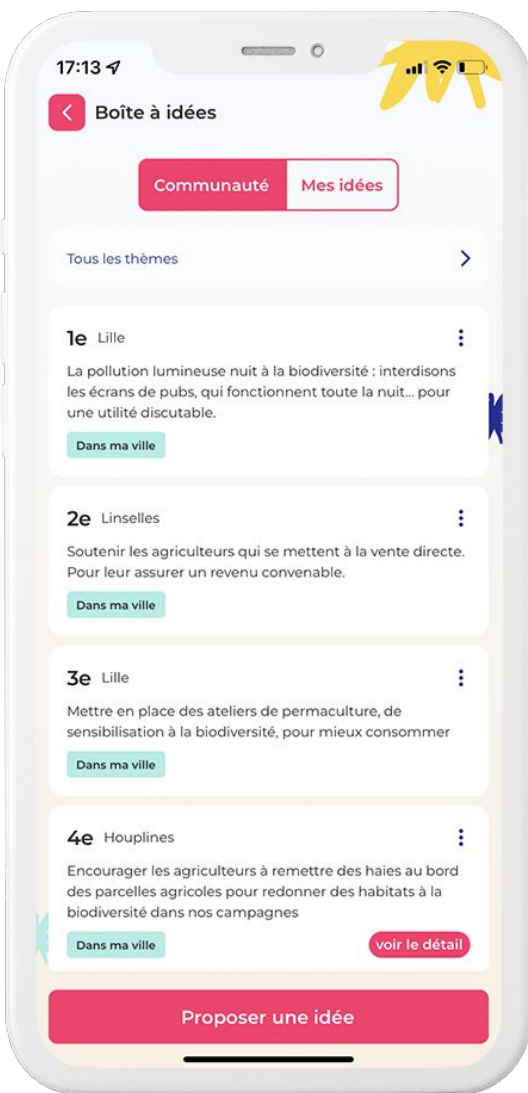 17:13
Boîte à idées
Communauté Mes idées
Tous les thèmes
1e Lille
La pollution lumineuse nuit à la biodiversité : interdisons
les écrans de pubs, qui fonctionnent toute la nuit... pour
une utilité discutable.
Dans ma ville
2e Linselles
Soutenir les agriculteurs qui se mettent à la vente directe.
Pour leur assurer un revenu convenable.
Dans ma ville
3e Lille
Mettre en place des ateliers de permaculture, de
sensibilisation à la biodiversité, pour mieux consommer
Dans ma ville
4e Houplines
Encourager les agriculteurs à remettre des haies au bord
des parcelles agricoles pour redonner des habitats à la
biodiversité dans nos campagnes
Dans ma ville voir le détail
Proposer une idée